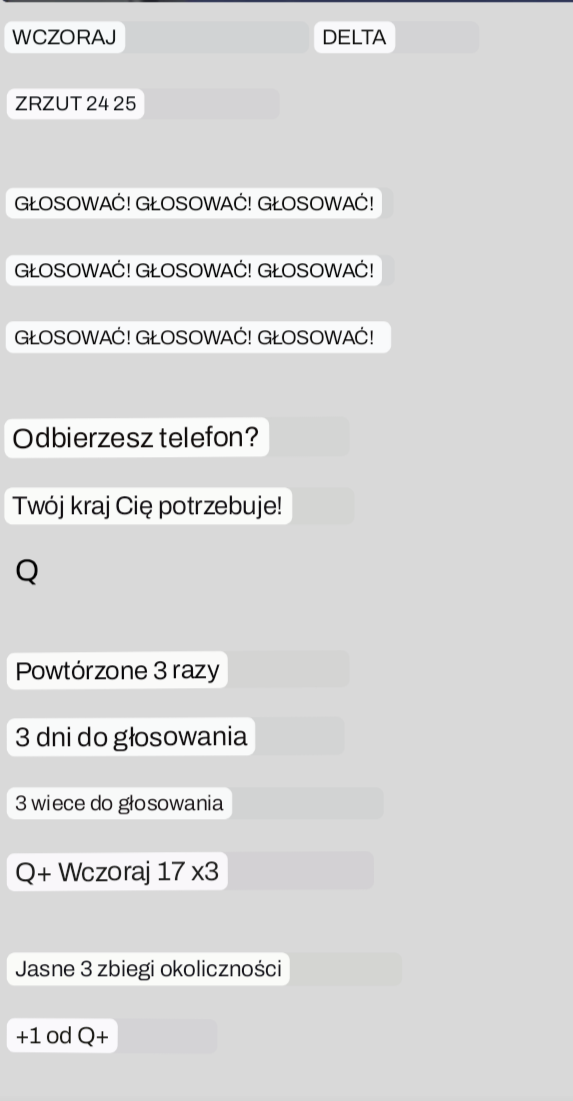 WCZORAJ DELTA
ZRZUT 24 25
GŁOSOWAĆ! GŁOSOWAĆ! GŁOSOWAĆ!
GŁOSOWAĆ! GŁOSOWAĆ! GŁOSOWAĆ!
GŁOSOWAĆ! GŁOSOWAĆ! GŁOSOWAĆ!
Odbierzesz telefon?
Twój kraj Cię potrzebuje!
Q
Powtórzone 3 razy
3 dni do głosowania
3 wiece do głosowania
Q+ Wczoraj 17 x3
Jasne 3 zbiegi okoliczności
+1 od Q+